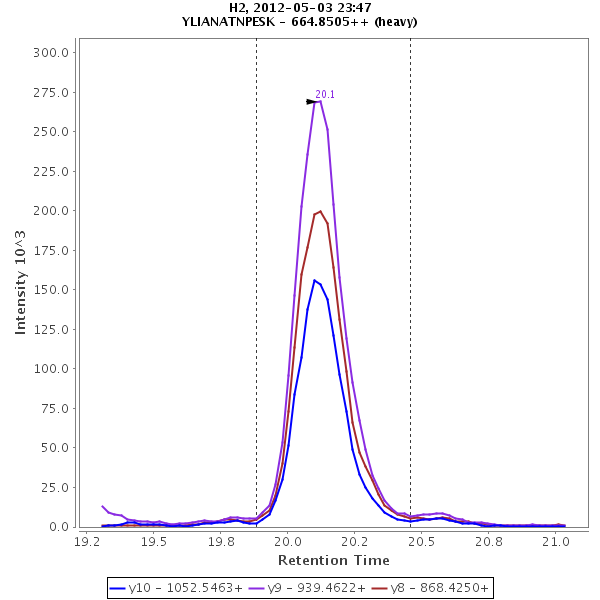 H2, 2012-05-03 23:47
YLIANATNPESK - 664.8505++ (heavy)
300.0
275.0
250.0
225.0
200.0
175.0
150.0
125.0
100.0
75.0
50.0
25.0
0.0
Intensity 10^3
20.1
19.2 19.5 19.8 20.0 20.2 20.5 20.8 21.0
Retention Time
y10 - 1052.5463+ y9 - 939.4622+ y8 - 868.4250+